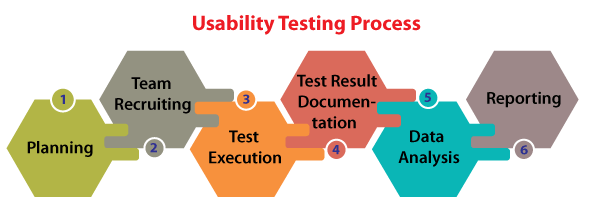 Usability Testing Process
1
Planning
2
Team
Recruiting
3
Test
Execution
4
Test Result
Documen-
tation
5
Data
Analysis
6
Reporting